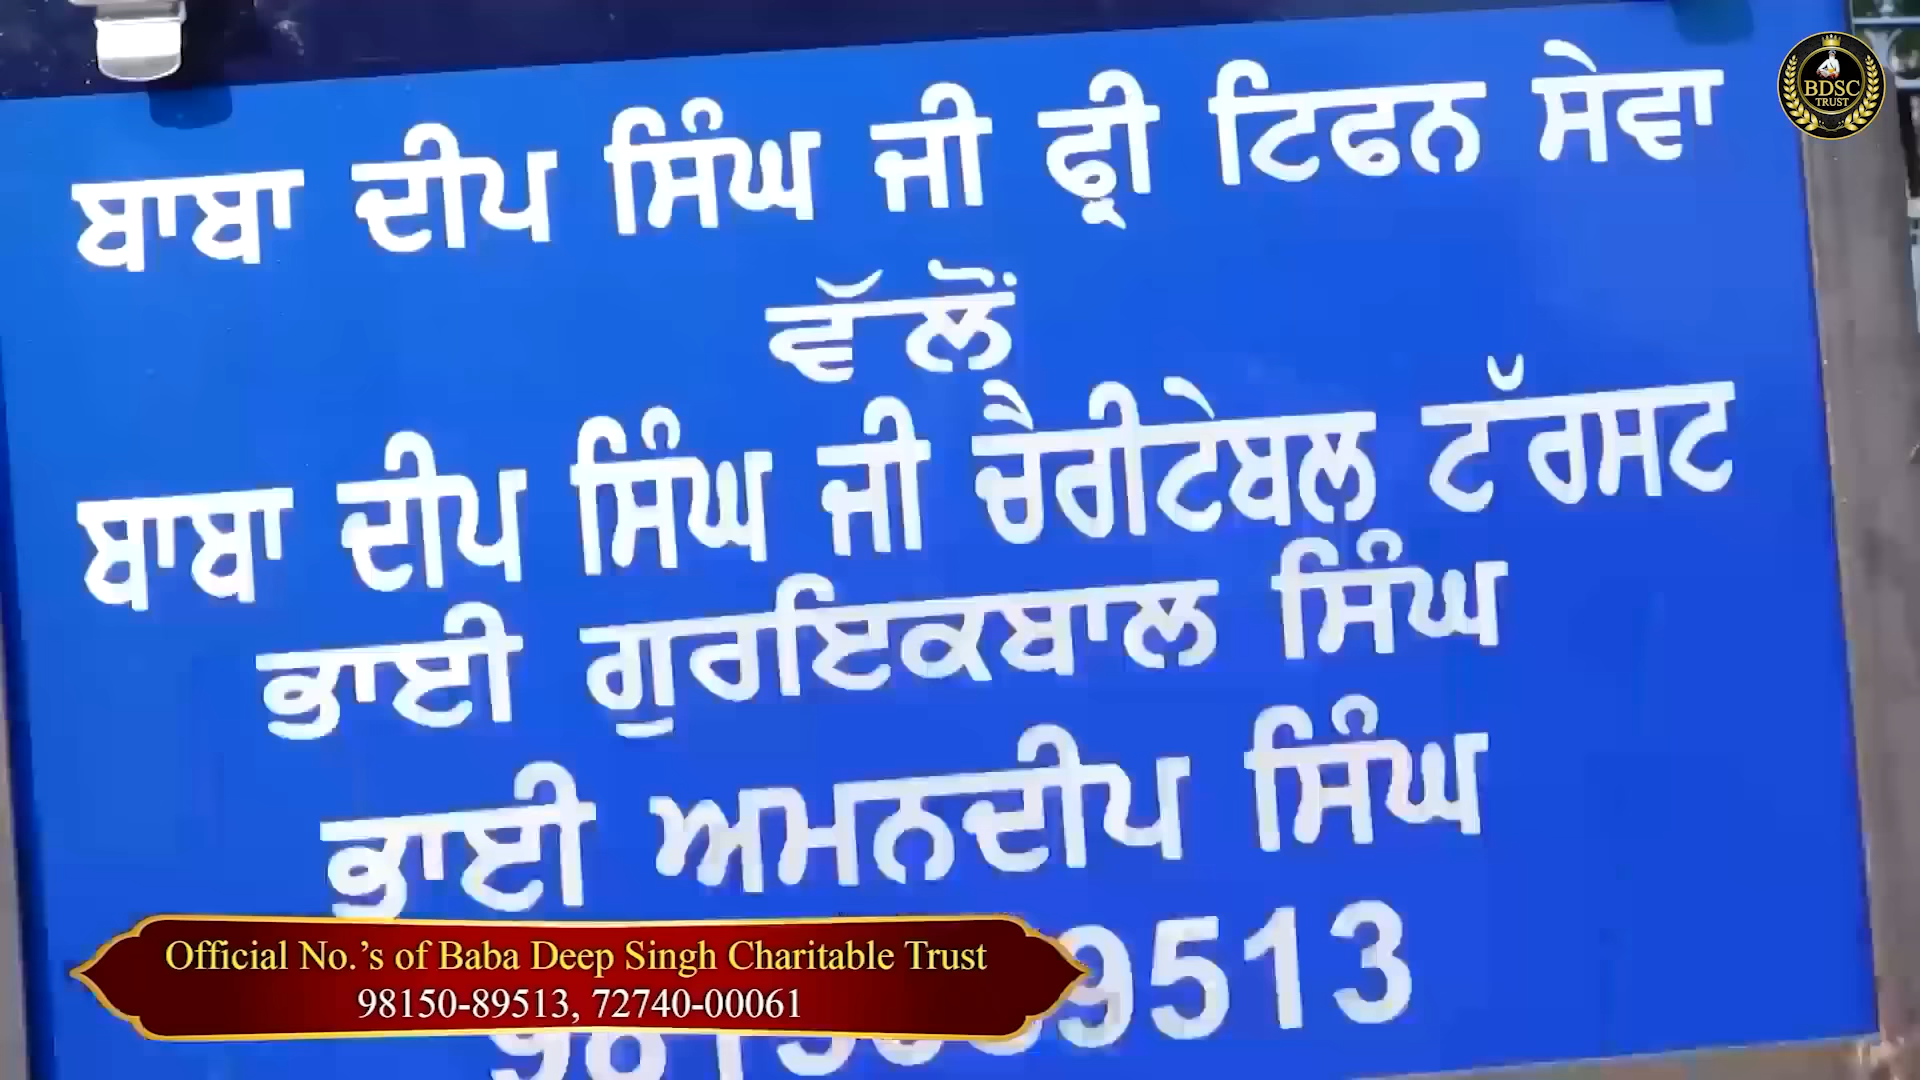 ਬਾਬਾ ਦੀਪ ਸਿੰਘ ਜੀ ਫ੍ਰੀ ਟਿਫਨ ਸੇਵਾ
ਵੱਲੋਂ
ਬਾਬਾ ਦੀਪ ਸਿੰਘ ਜੀ ਚੈਰੀਟੇਬਲ ਟੱਰਸਟ
ਭਾਈ ਗੁਰਇਕਬਾਲ ਸਿੰਘ
ਭਾਈ ਅਮਨਦੀਪ ਸਿੰਘ
Official No.'s of Baba Deep Singh Charitable Trust
98150-89513, 72740-00061
BDSC
TRUST